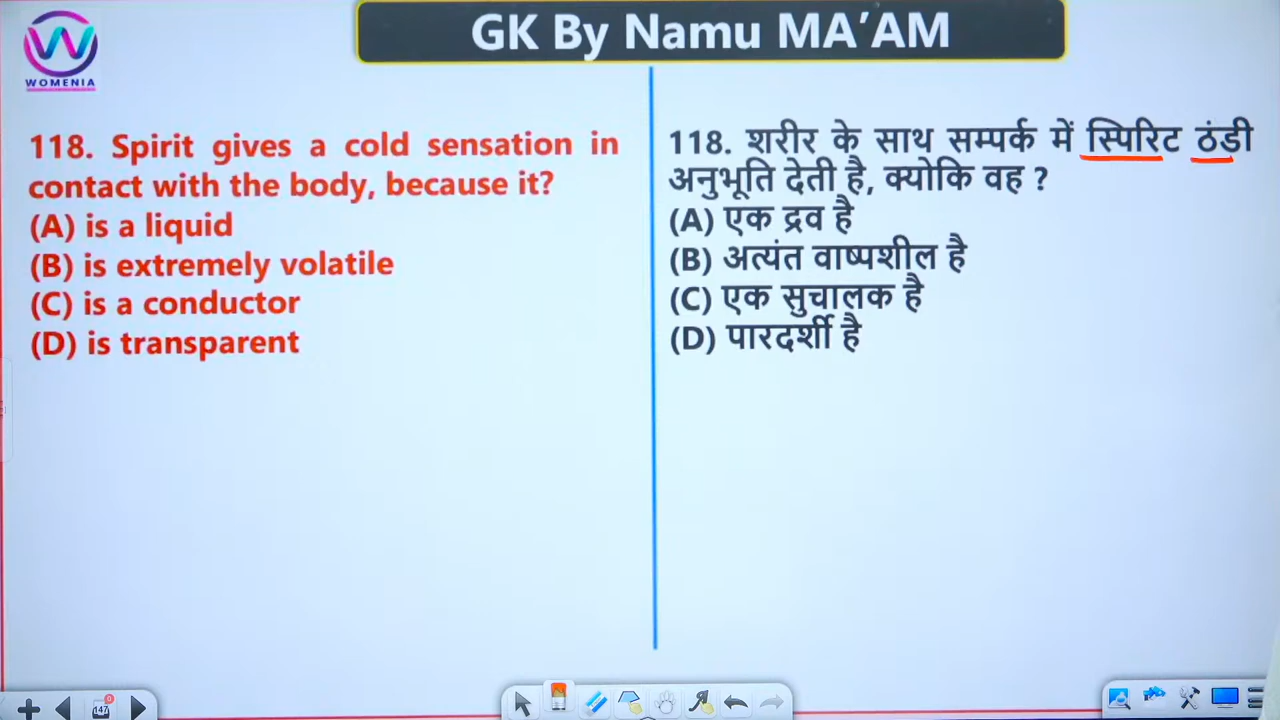 WOMENIA
GK By Namu MA’AM
118. Spirit gives a cold sensation in
contact with the body, because it?
(A) is a liquid
(B) is extremely volatile
(C) is a conductor
(D) is transparent
118. शरीर के साथ सम्पर्क में स्पिरिट ठंडी
अनुभूति देती है, क्योकि वह ?
(A) एक द्रव है
(B) अत्यंत वाष्पशील है
(C) एक सुचालक है
(D) पारदर्शी है
147